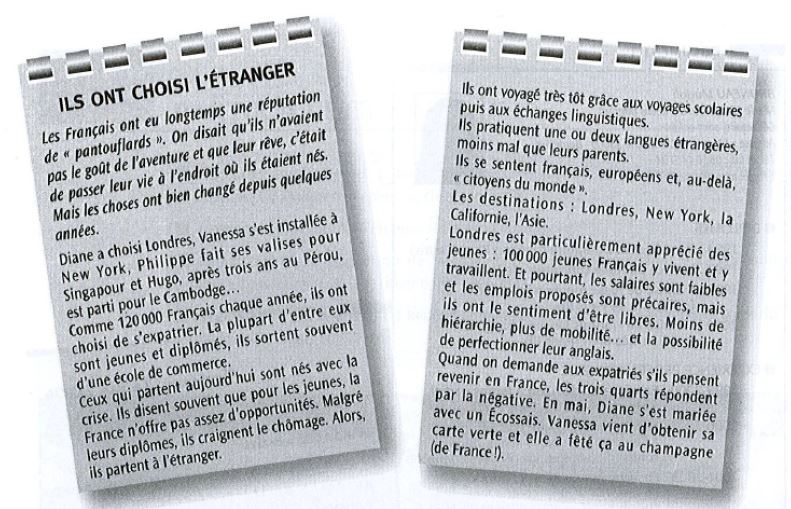 ILS ONT CHOISI L'ÉTRANGER
Les Français ont eu longtemps une réputation
de « pantouflards ». On disait qu'ils n'avaient
pas le goût de l'aventure et que leur rêve, c'était
de passer leur vie à l'endroit où ils étaient nés.
Mais les choses ont bien changé depuis quelques
années.
Diane a choisi Londres, Vanessa s'est installée à
New York, Philippe fait ses valises pour
Singapour et Hugo, après trois ans au Pérou,
est parti pour le Cambodge...
Comme 120 000 Français chaque année, ils ont
choisi de s'expatrier. La plupart d'entre eux
sont jeunes et diplômés, ils sortent souvent
d'une école de commerce.
Ceux qui partent aujourd'hui sont nés avec la
crise. Ils disent souvent que pour les jeunes, la
France n'offre pas assez d'opportunités. Malgré
leurs diplômes, ils craignent le chômage. Alors,
ils partent à l'étranger.
Ils ont voyagé très tôt grâce aux voyages scolaires
puis aux échanges linguistiques.
Ils pratiquent une ou deux langues étrangères,
moins mal que leurs parents.
Ils se sentent français, européens et, au-delà,
« citoyens du monde ».
Les destinations : Londres, New York, la
Californie, l'Asie.
Londres est particulièrement apprécié des
jeunes : 100 000 jeunes Français y vivent et y
travaillent. Et pourtant, les salaires sont faibles
et les emplois proposés sont précaires, mais
ils ont le sentiment d'être libres. Moins de
hiérarchie, plus de mobilité... et la possibilité
de perfectionner leur anglais.
Quand on demande aux expatriés s'ils pensent
revenir en France, les trois quarts répondent
par la négative. En mai, Diane s'est mariée
avec un Écossais. Vanessa vient d'obtenir sa
carte verte et elle a fêté ça au champagne
(de France !).